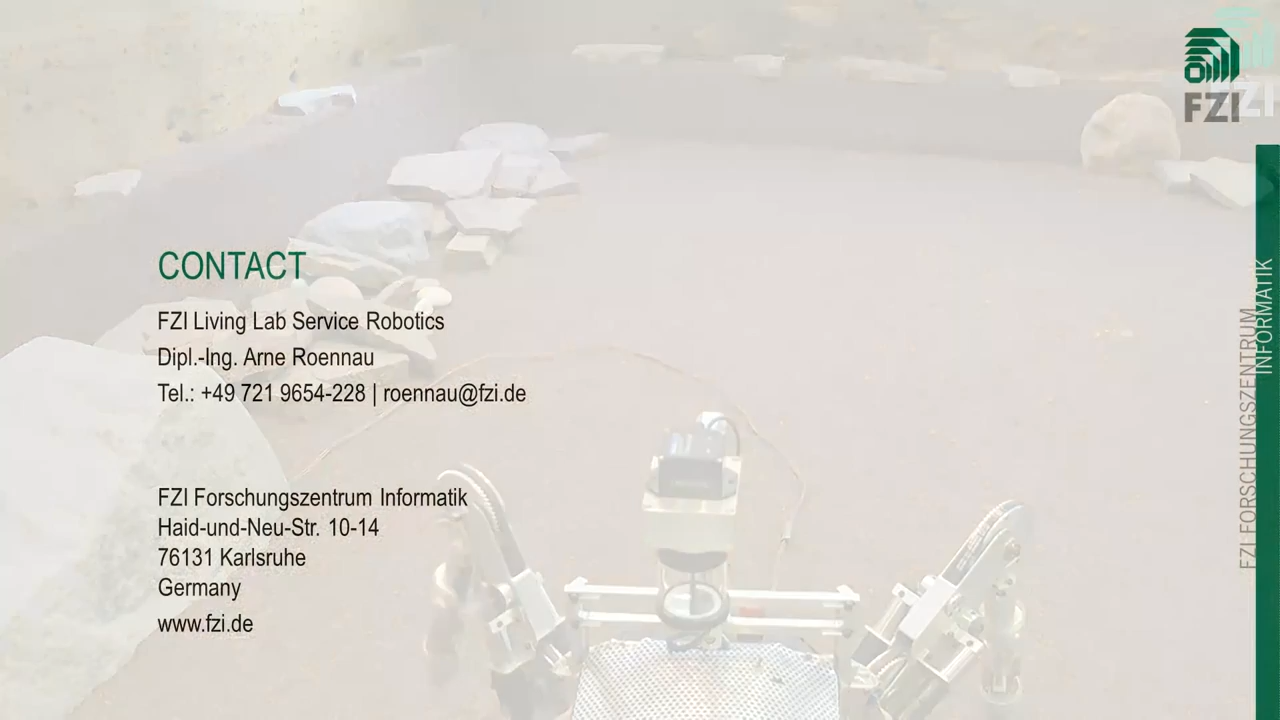 FZI
CONTACT
FZI Living Lab Service Robotics
Dipl.-Ing. Arne Roennau
Tel.: +49 721 9654-228 | roennau@fzi.de
FZI Forschungszentrum Informatik
Haid-und-Neu-Str. 10-14
76131 Karlsruhe
Germany
www.fzi.de
FZI FORSCHUNGSZENTRUM
INFORMATIK